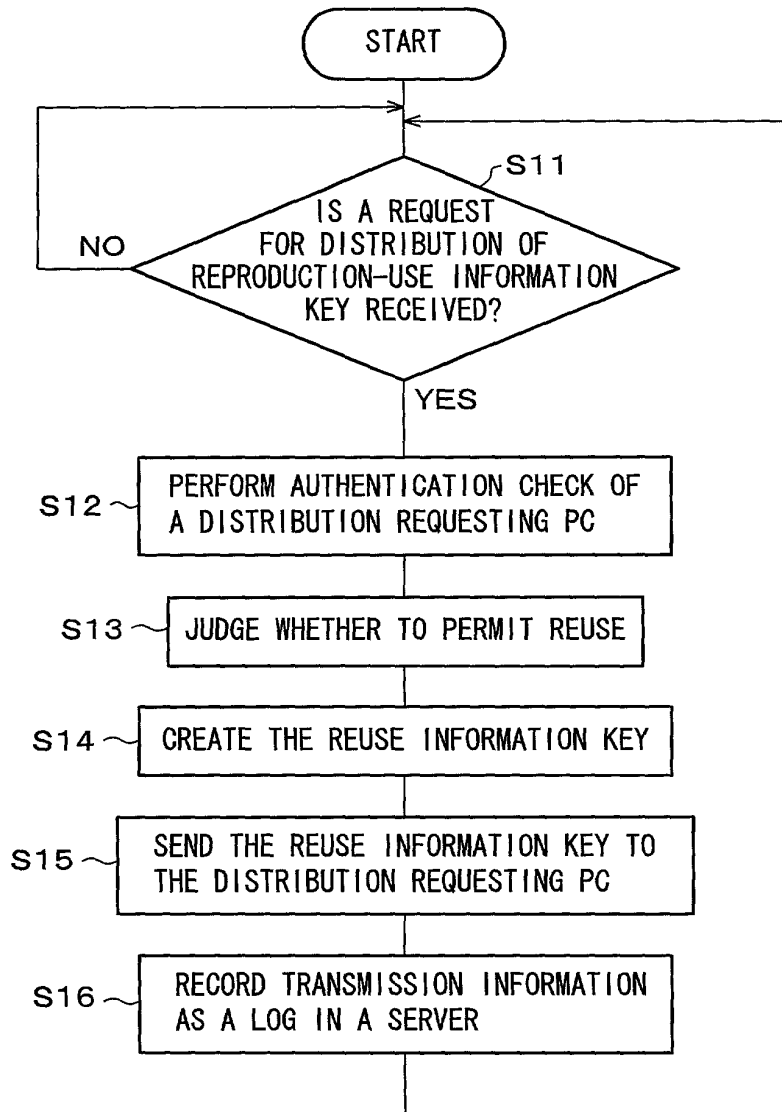 START
S11
IS A REQUEST
FOR DISTRIBUTION OF
REPRODUCTION-USE INFORMATION
KEY RECEIVED?
NO
YES
S12
PERFORM AUTHENTICATION CHECK OF
A DISTRIBUTION REQUESTING PC
S13
JUDGE WHETHER TO PERMIT REUSE
S14
CREATE THE REUSE INFORMATION KEY
S15
SEND THE REUSE INFORMATION KEY TO
THE DISTRIBUTION REQUESTING PC
S16
RECORD TRANSMISSION INFORMATION
AS A LOG IN A SERVER